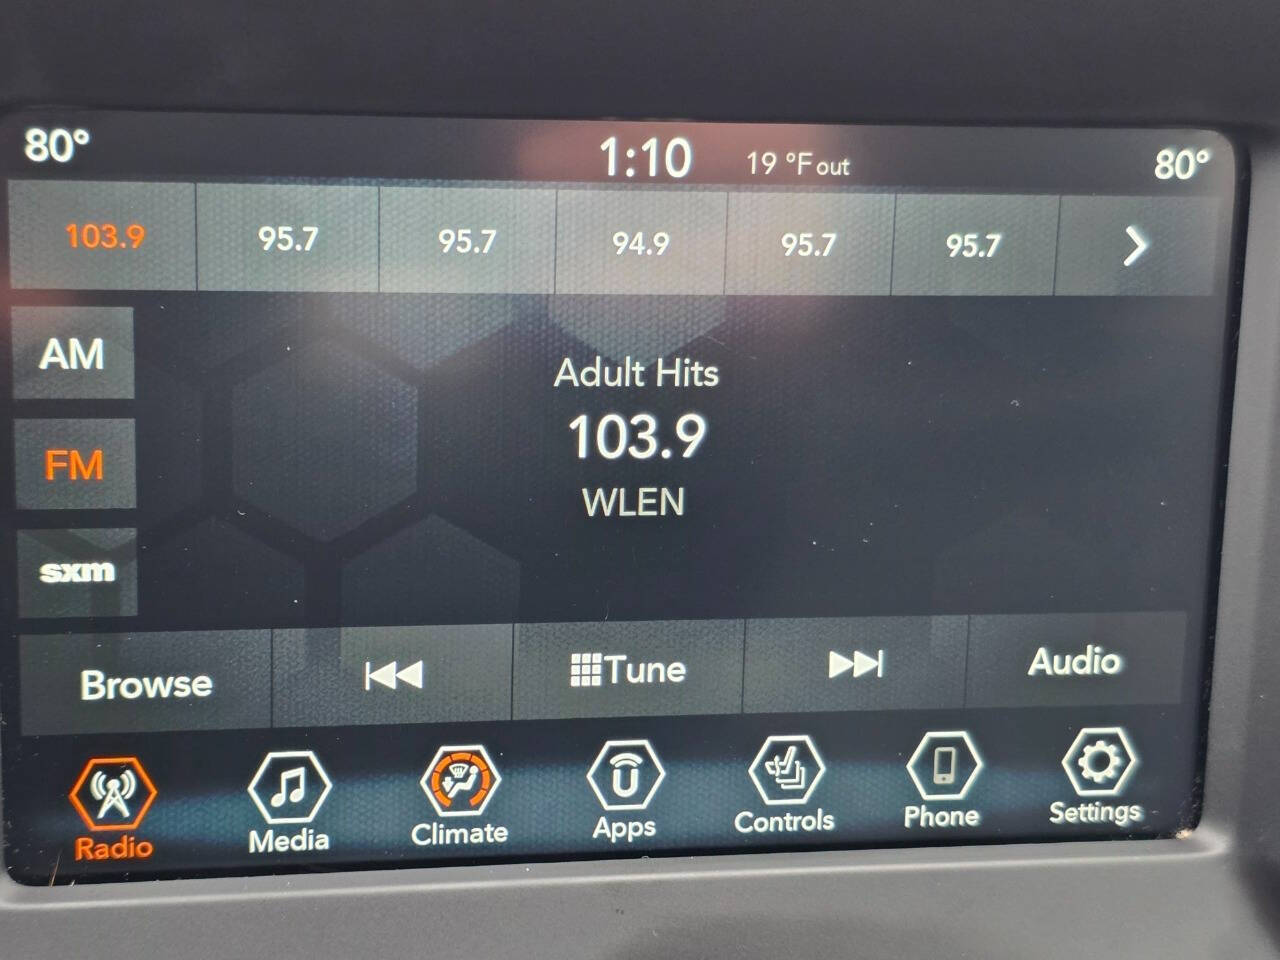 80° 1:10 19 °F out 80°
103.9 95.7 95.7 94.9 95.7 95.7
AM
Adult Hits
103.9
FM
WLEN
sxm
Browse Tune Audio
Radio Media Climate Apps Controls Phone Settings